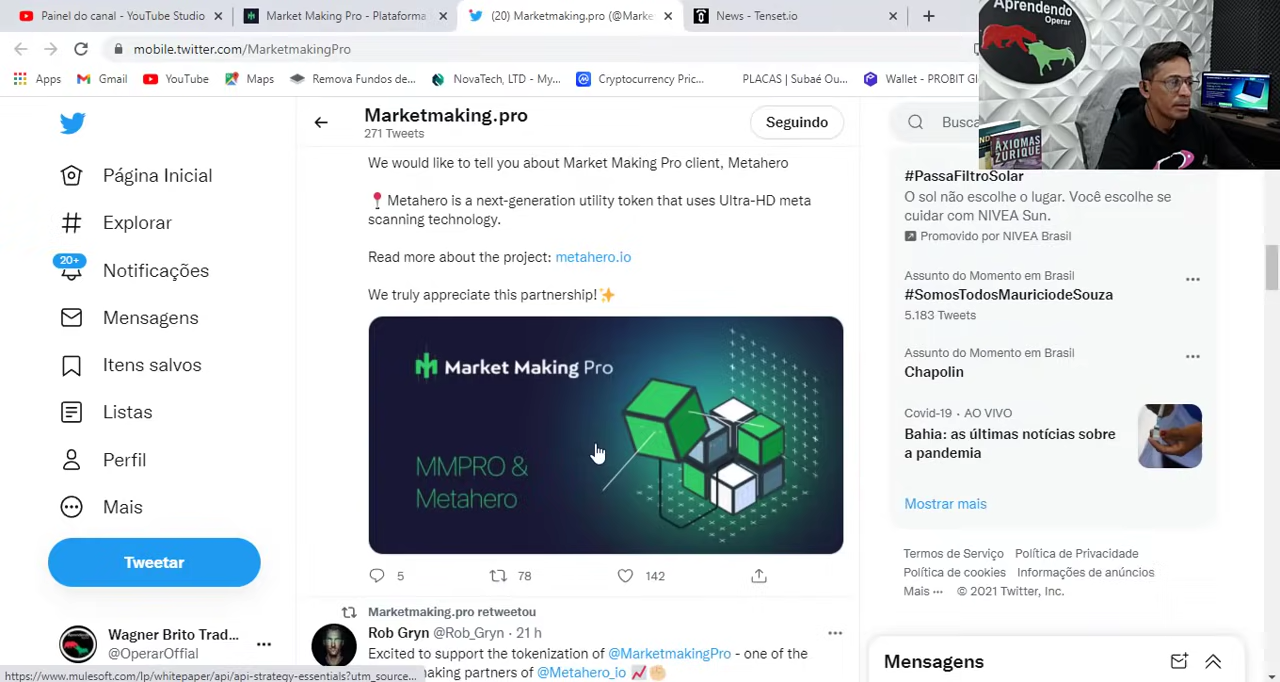 Painel do canal - YouTube Studio
Market Making Pro - Plataforma
(20) Marketmaking.pro (@Marke
News - Tenset.io
mobile.twitter.com/MarketmakingPro
Apps
Gmail
YouTube
Maps
Remova Fundos de...
NovaTech, LTD - My...
Cryptocurrency Pric...
PLACAS | Subaé Ou...
Wallet - PROBIT Gl
Aprendendo
Operar
AXIOMAS
ZURIQUE
Página Inicial
Explorar
20+
Notificações
Mensagens
Itens salvos
Listas
Perfil
Mais
Tweetar
Wagner Brito Trad...
@OperarOffial
https://www.mulesoft.com/lp/whitepaper/api/api-strategy-essentials?utm_source...
Marketmaking.pro
271 Tweets
Seguindo
We would like to tell you about Market Making Pro client, Metahero
📍Metahero is a next-generation utility token that uses Ultra-HD meta
scanning technology.
Read more about the project: metahero.io
We truly appreciate this partnership!✨
Market Making Pro
MMPRO &
Metahero
5
78
142
Marketmaking.pro retweetou
Rob Gryn @Rob_Gryn · 21 h
Excited to support the tokenization of @MarketmakingPro - one of the
making partners of @Metahero_io 📈✊🏼
Busca
#PassaFiltroSolar
O sol não escolhe o lugar. Você escolhe se
cuidar com NIVEA Sun.
Promovido por NIVEA Brasil
Assunto do Momento em Brasil
#SomosTodosMauriciodeSouza
5.183 Tweets
Assunto do Momento em Brasil
Chapolin
Covid-19 · AO VIVO
Bahia: as últimas notícias sobre
a pandemia
Mostrar mais
Termos de Serviço Política de Privacidade
Política de cookies Informações de anúncios
Mais ··· © 2021 Twitter, Inc.
Mensagens